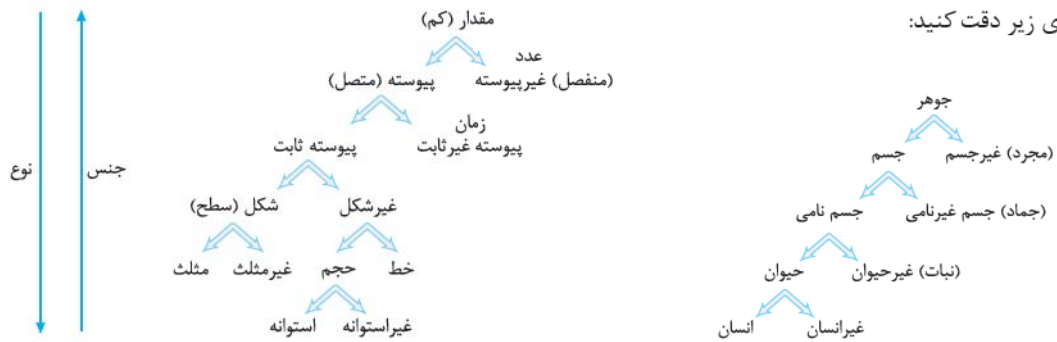 ی زیر دقت کنید:
جوهر
(مجرد) غیرجسم
جسم
(جماد) جسم غیرنامی
جسم نامی
(نبات) غیرحیوان
حیوان
غیرانسان
انسان
مقدار (کم)
عدد
(منفصل) غیرپیوسته
پیوسته (متصل)
زمان
پیوسته غیرثابت
پیوسته ثابت
غیرشکل
شکل (سطح)
خط
حجم
غیرمثلث
مثلث
غیراستوانه
استوانه
جنس
نوع